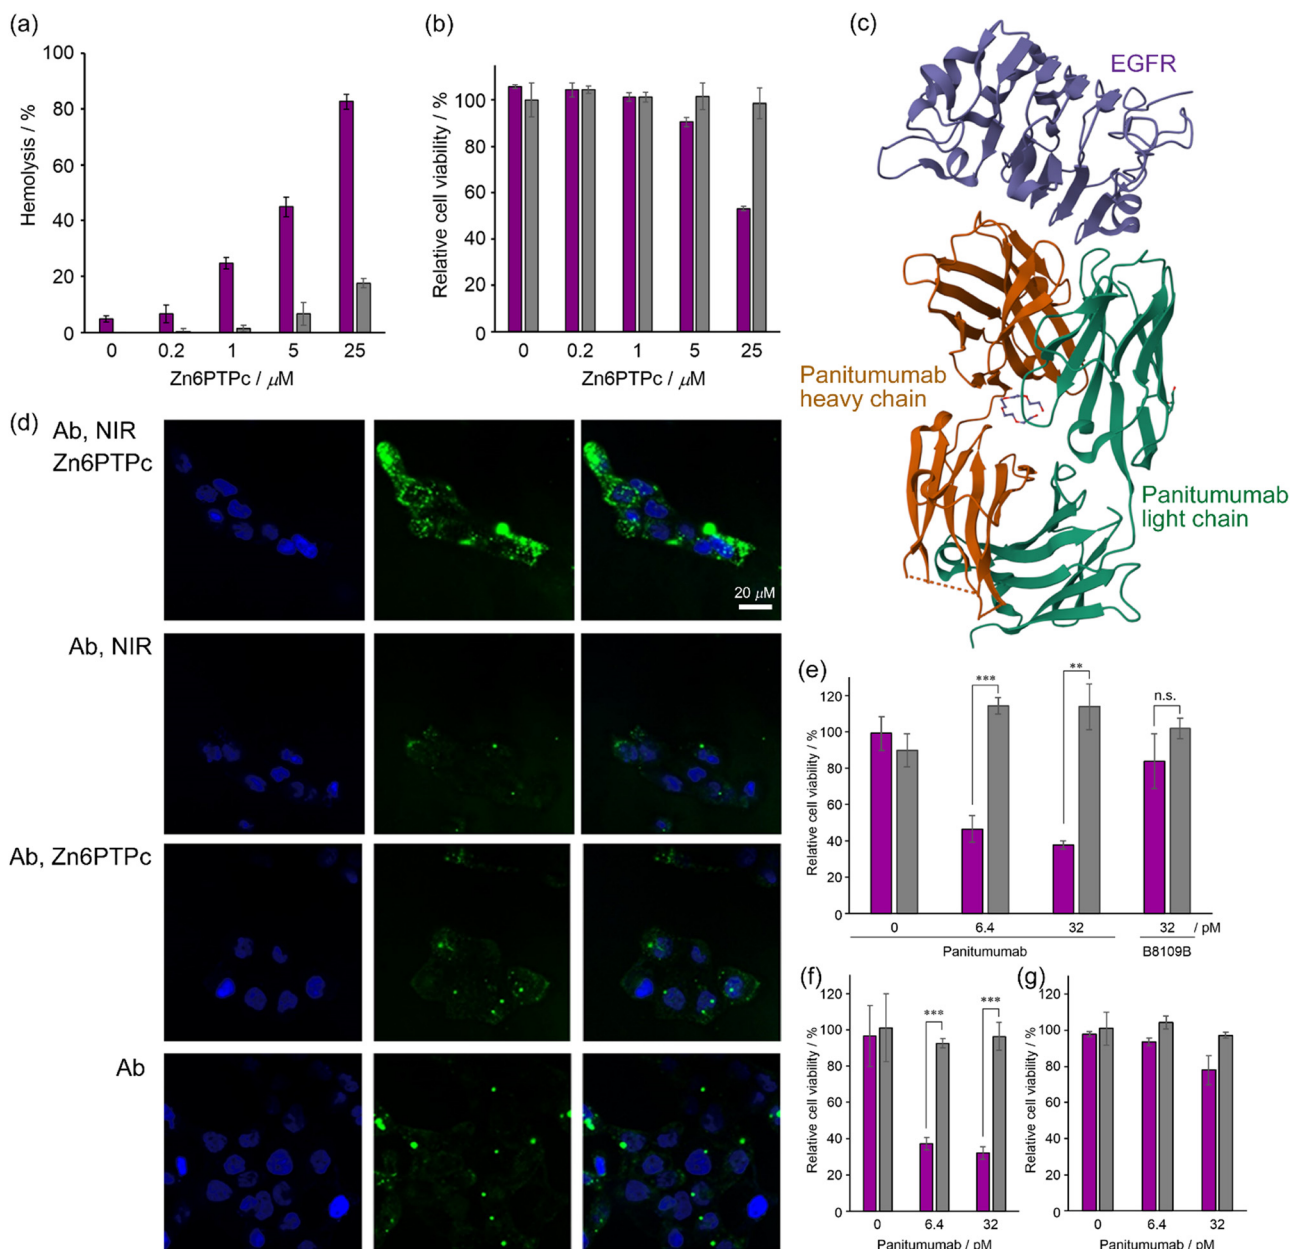 (a)
100
80
60
40
20
0
Hemolysis / %
0 0.2 1 5 25
Zn6PTPc / μM
(b)
100
80
60
40
20
0
Relative cell viability / %
0 0.2 1 5 25
Zn6PTPc / μM
(c)
EGFR
Panitumumab
heavy chain
Panitumumab
light chain
(d)
Ab, NIR
Zn6PTPc
20 μM
Ab, NIR
Ab, Zn6PTPc
Ab
(e)
120
100
80
60
40
20
0
Relative cell viability / %
***
**
n.s.
0 6.4 32 32 / pM
Panitumumab B8109B
(f)
120
100
80
60
40
20
0
Relative cell viability / %
***
***
0 6.4 32
Panitumumab / pM
(g)
120
100
80
60
40
20
0
Relative cell viability / %
0 6.4 32
Panitumumab / pM